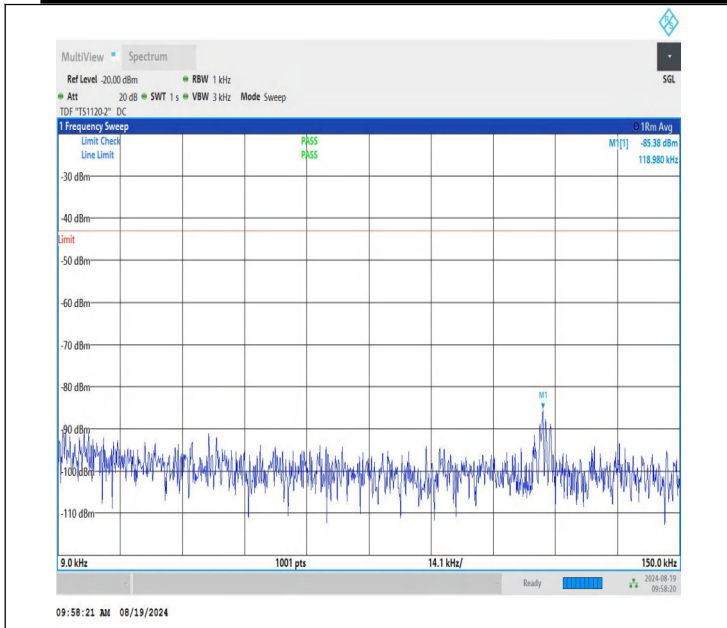 MultiView Spectrum
Ref Level -20.00 dBm RBW 1 kHz SGL
Att 20 dB SWT 1 s VBW 3 kHz Mode Sweep
TDF "TS1120-2" DC
1 Frequency Sweep 1Rm Avg
Limit Check PASS M1[1] -85.38 dBm
Line Limit PASS 118.980 kHz
-30 dBm
-40 dBm
Limit
-50 dBm
-60 dBm
-70 dBm
-80 dBm
M1
-90 dBm
-100 dBm
-110 dBm
9.0 kHz 1001 pts 14.1 kHz/ 150.0 kHz
Ready 2024-08-19
09:58:20
09:58:21 AM 08/19/2024